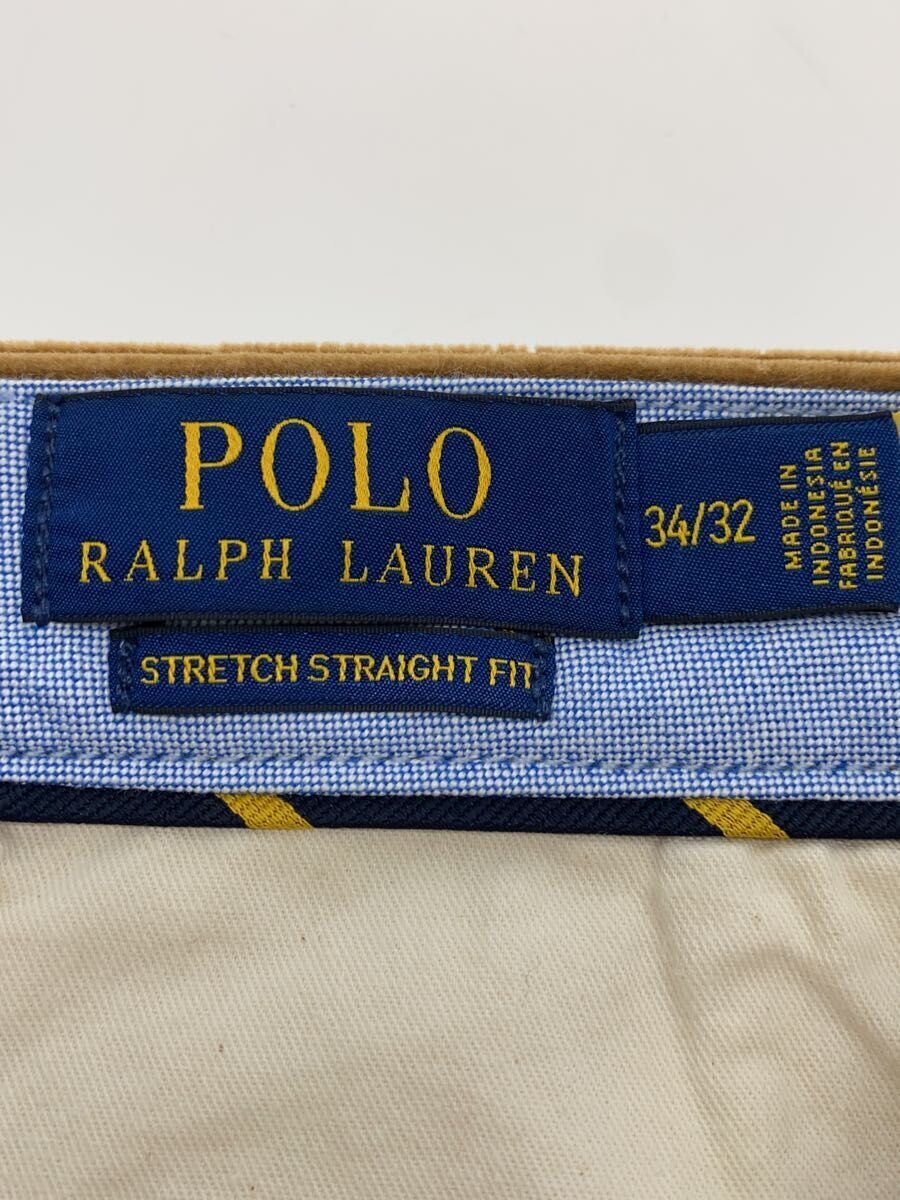 POLO
RALPH LAUREN
STRETCH STRAIGHT FIT
34/32
MADE IN
INDONESIA
FABRIQUÉ EN
INDONÉSIE